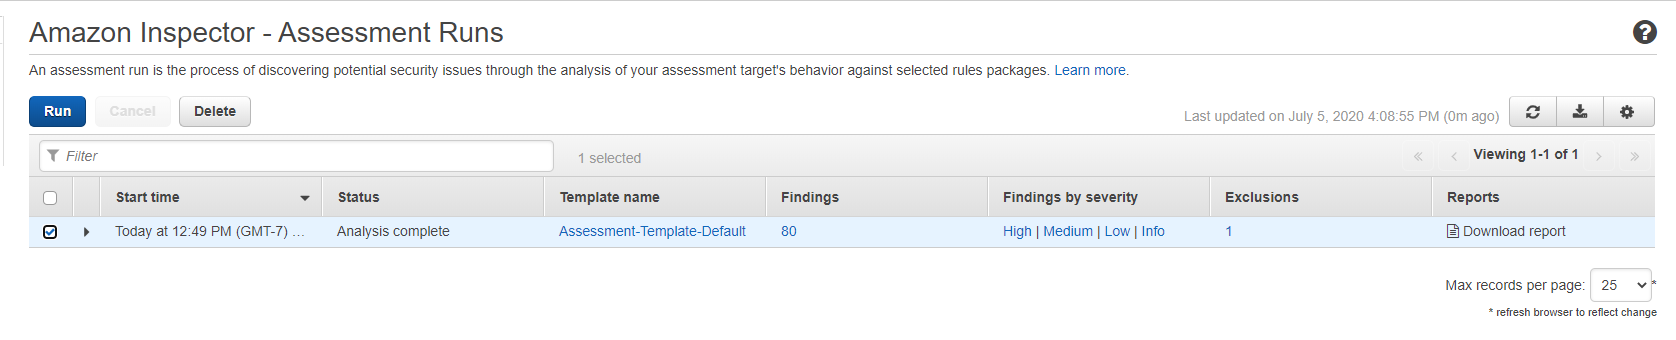 Amazon Inspector - Assessment Runs
An assessment run is the process of discovering potential security issues through the analysis of your assessment target's behavior against selected rules packages. Learn more.
Run Cancel Delete Last updated on July 5, 2020 4:08:55 PM (0m ago)
Filter 1 selected « ‹ Viewing 1-1 of 1 › »
Start time Status Template name Findings Findings by severity Exclusions Reports
Today at 12:49 PM (GMT-7) ... Analysis complete Assessment-Template-Default 80 High | Medium | Low | Info 1 Download report
Max records per page: 25 *
* refresh browser to reflect change